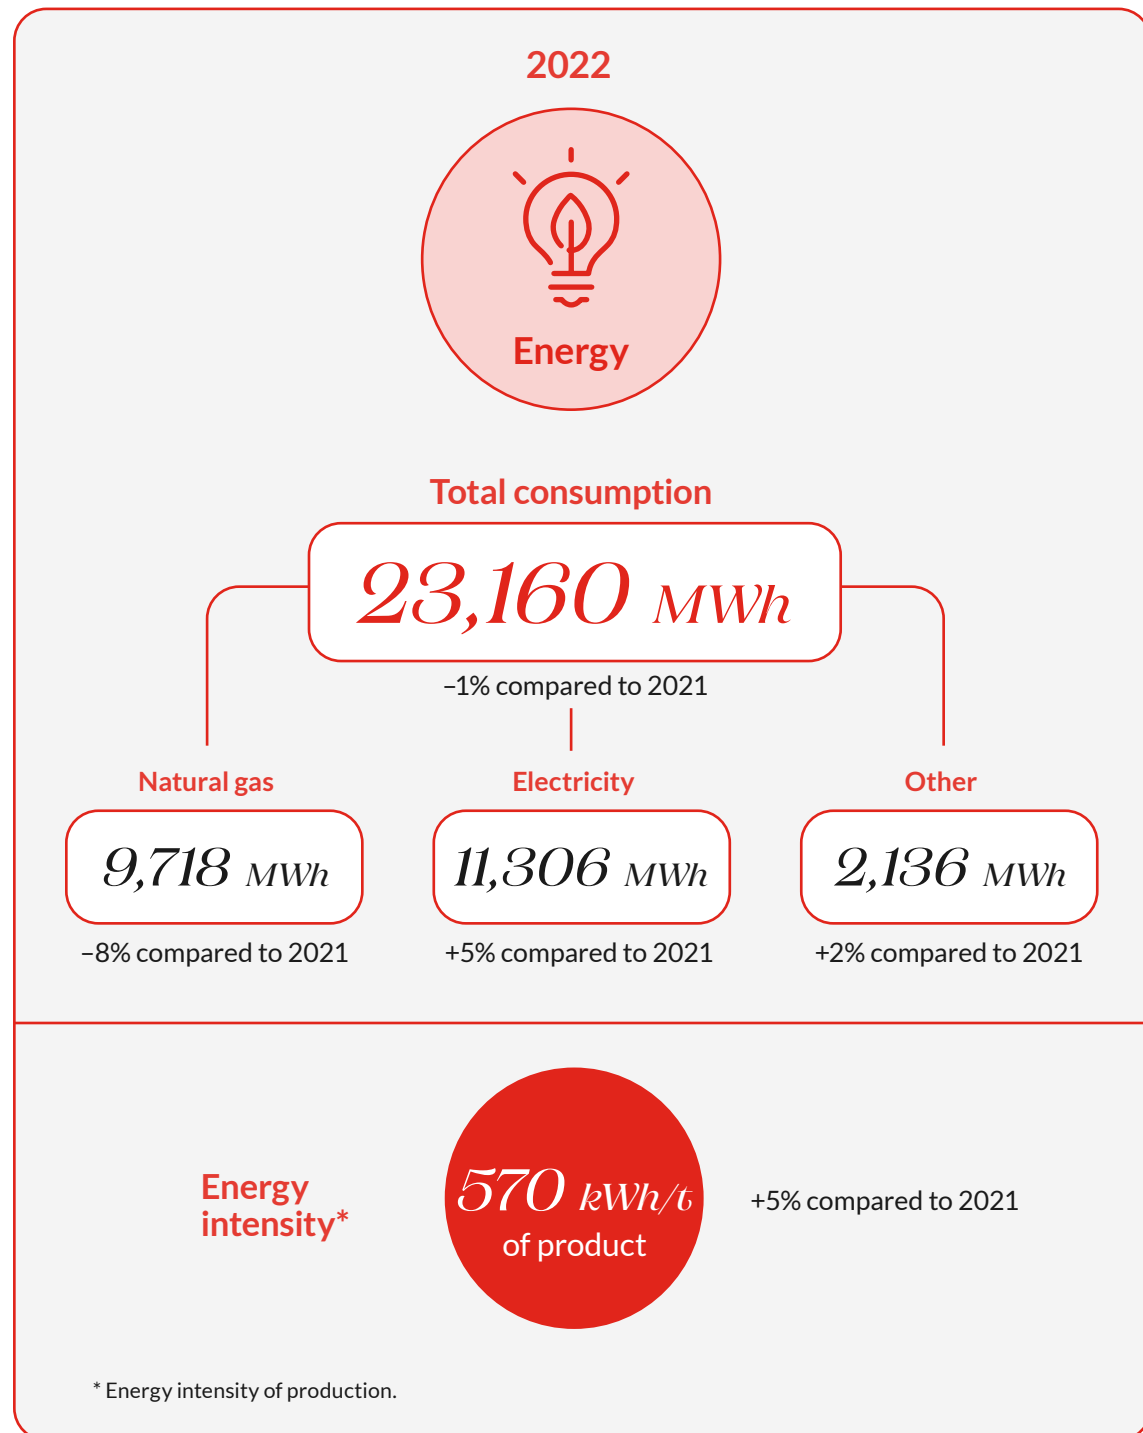 2022
Energy
Total consumption
23,160 MWh
–1% compared to 2021
Natural gas
9,718 MWh
–8% compared to 2021
Electricity
11,306 MWh
+5% compared to 2021
Other
2,136 MWh
+2% compared to 2021
Energy
intensity*
570 kWh/t
of product
+5% compared to 2021
* Energy intensity of production.